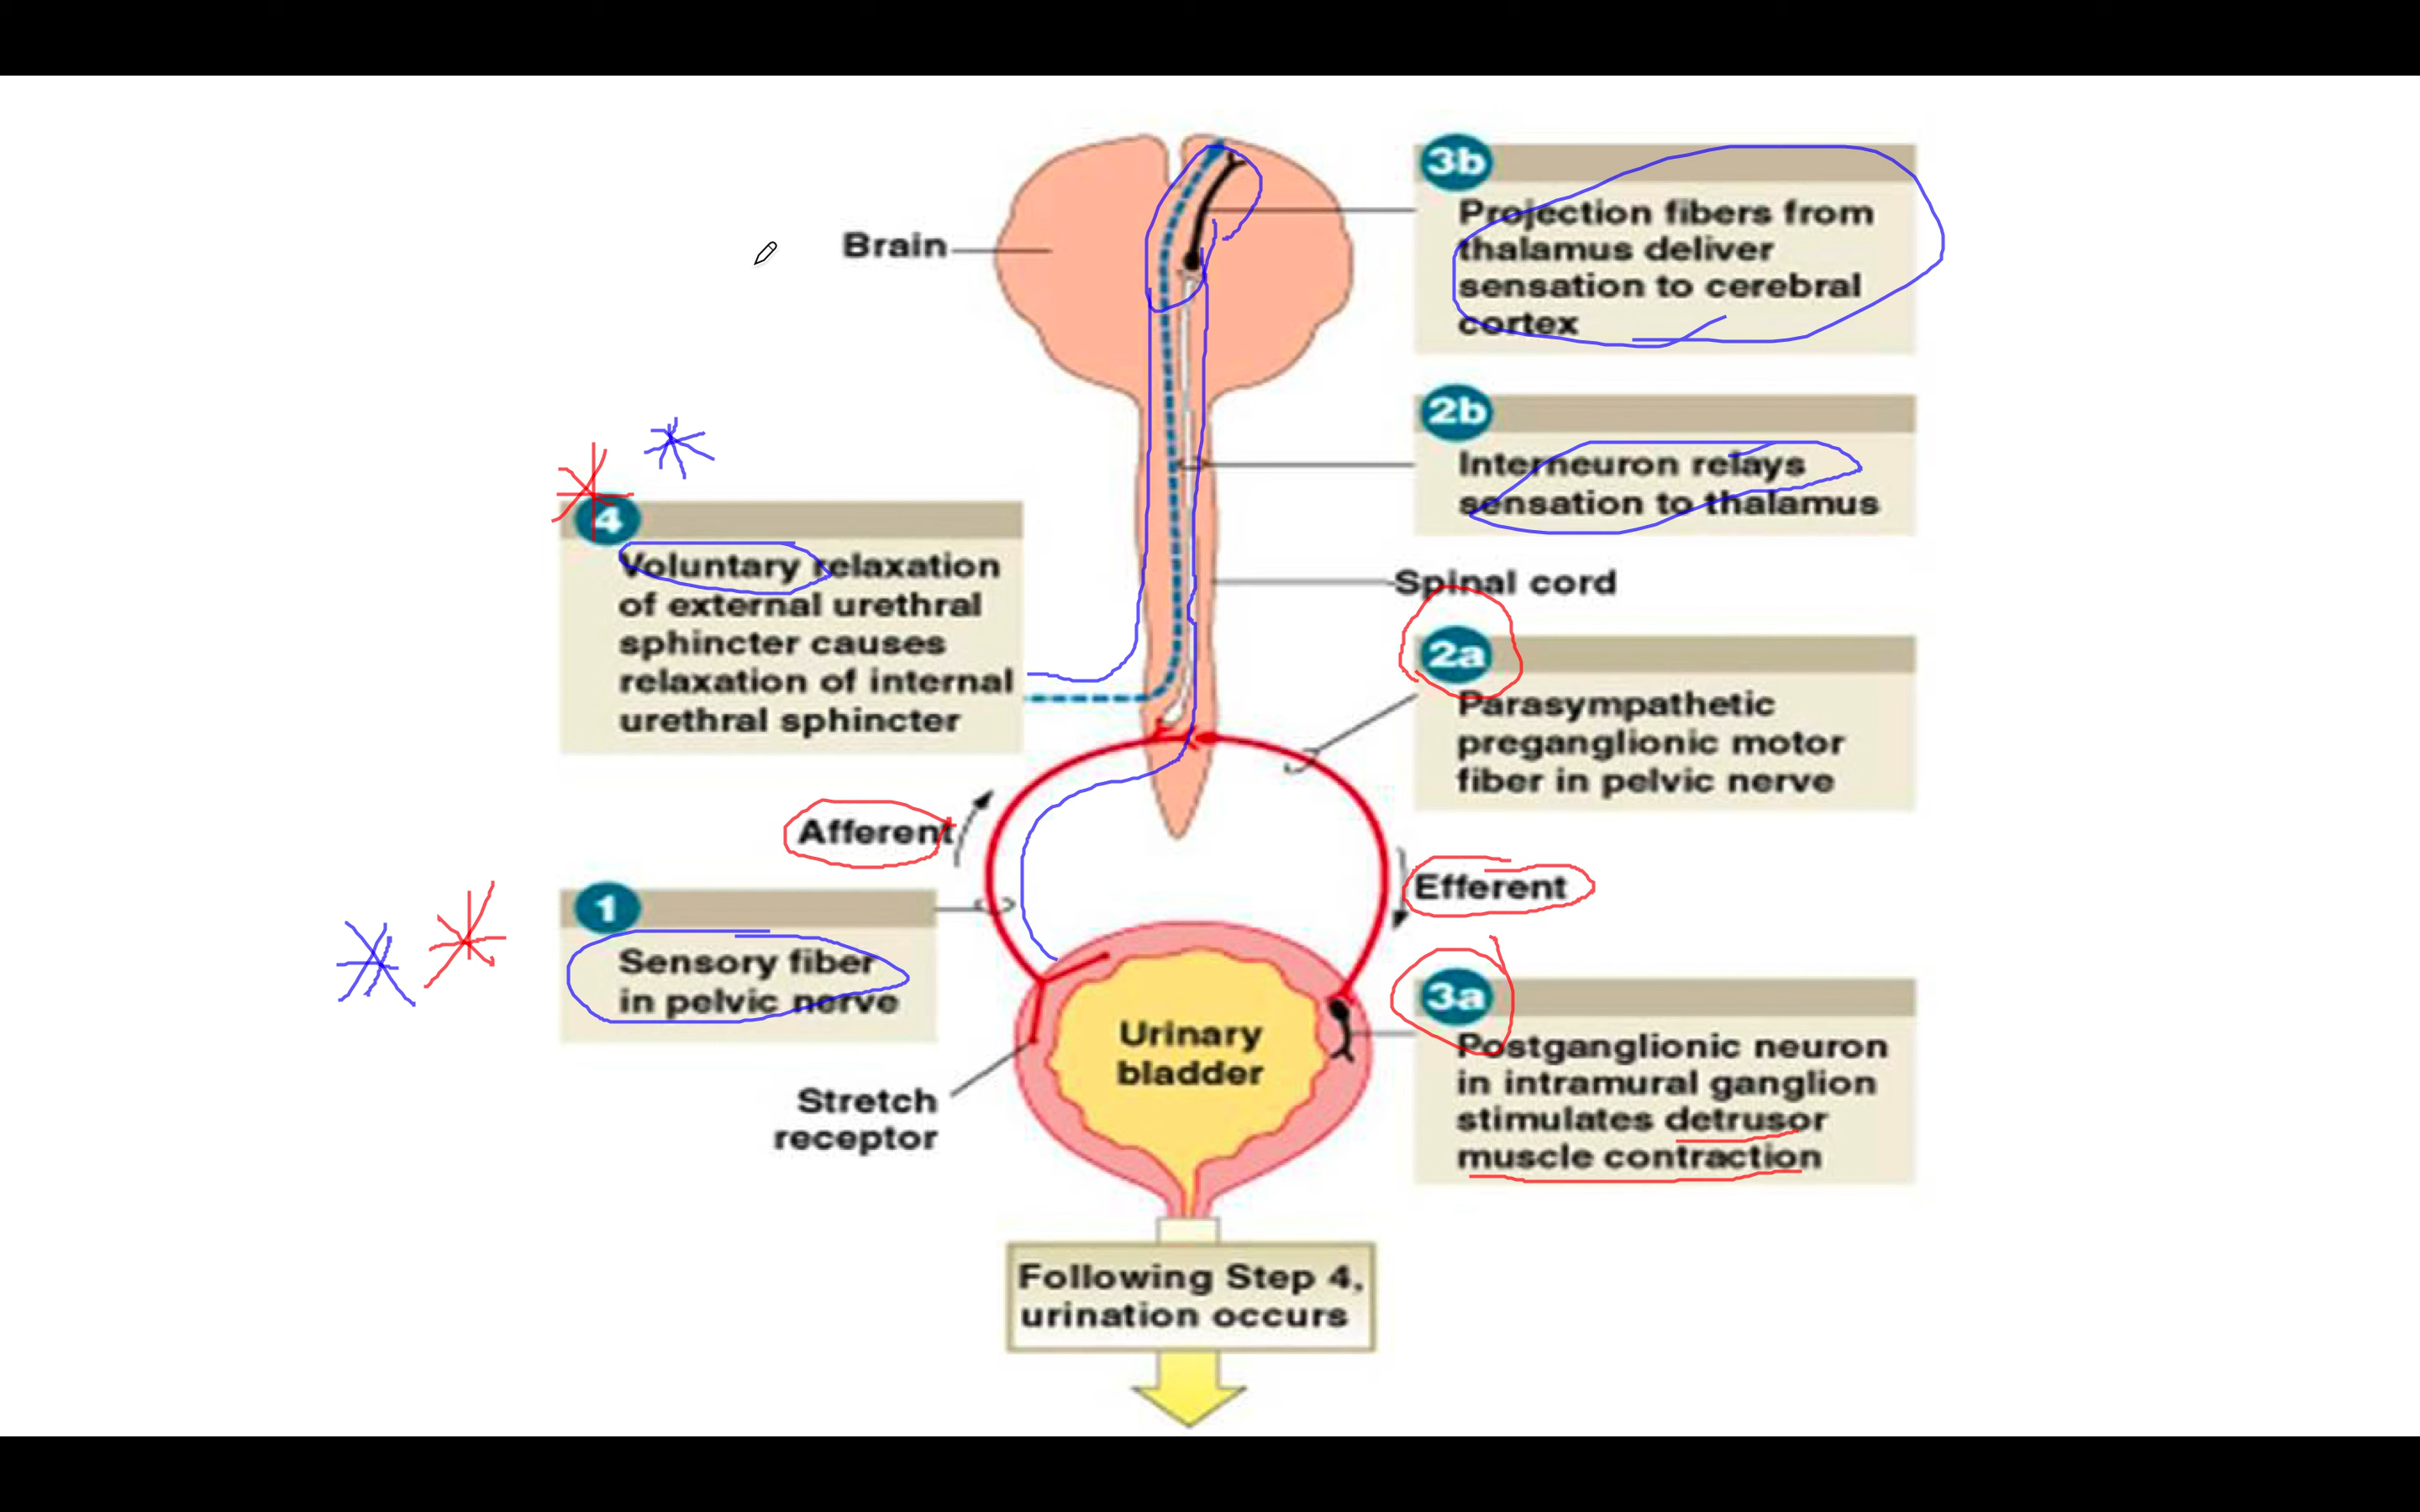 3b
Projection fibers from
thalamus deliver
sensation to cerebral
cortex
Brain
2b
Interneuron relays
sensation to thalamus
4
Voluntary relaxation
of external urethral
sphincter causes
relaxation of internal
urethral sphincter
Spinal cord
2a
Parasympathetic
preganglionic motor
fiber in pelvic nerve
Afferent
Efferent
1
Sensory fiber
in pelvic nerve
3a
Postganglionic neuron
in intramural ganglion
stimulates detrusor
muscle contraction
Urinary
bladder
Stretch
receptor
Following Step 4,
urination occurs